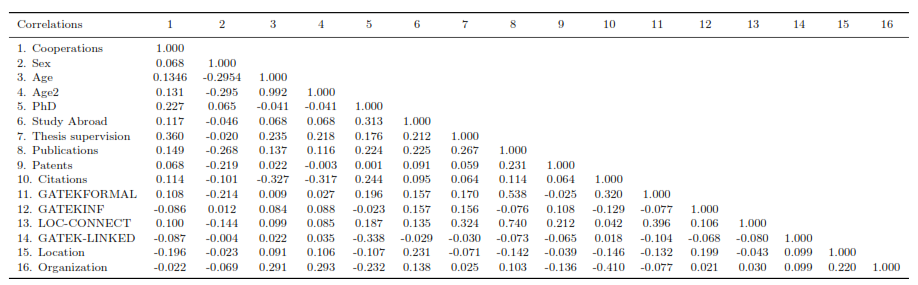 Correlations 1 2 3 4 5 6 7 8 9 10 11 12 13 14 15 16
1. Cooperations 1.000
2. Sex 0.068 1.000
3. Age 0.1346 -0.2954 1.000
4. Age2 0.131 -0.295 0.992 1.000
5. PhD 0.227 0.065 -0.041 -0.041 1.000
6. Study Abroad 0.117 -0.046 0.068 0.068 0.313 1.000
7. Thesis supervision 0.360 -0.020 0.235 0.218 0.176 0.212 1.000
8. Publications 0.149 -0.268 0.137 0.116 0.224 0.225 0.267 1.000
9. Patents 0.068 -0.219 0.022 -0.003 0.001 0.091 0.059 0.231 1.000
10. Citations 0.114 -0.101 -0.327 -0.317 0.244 0.095 0.064 0.114 0.064 1.000
11. GATEKFORMAL 0.108 -0.214 0.009 0.027 0.196 0.157 0.170 0.538 -0.025 0.320 1.000
12. GATEKINF -0.086 0.012 0.084 0.088 -0.023 0.157 0.156 -0.076 0.108 -0.129 -0.077 1.000
13. LOC-CONNECT 0.100 -0.144 0.099 0.085 0.187 0.135 0.324 0.740 0.212 0.042 0.396 0.106 1.000
14. GATEK-LINKED -0.087 -0.004 0.022 0.035 -0.338 -0.029 -0.030 -0.073 -0.065 0.018 -0.104 -0.068 -0.080 1.000
15. Location -0.196 -0.023 0.091 0.106 -0.107 0.231 -0.071 -0.142 -0.039 -0.146 -0.132 0.199 -0.043 0.099 1.000
16. Organization -0.022 -0.069 0.291 0.293 -0.232 0.138 0.025 0.103 -0.136 -0.410 -0.077 0.021 0.030 0.099 0.220 1.000